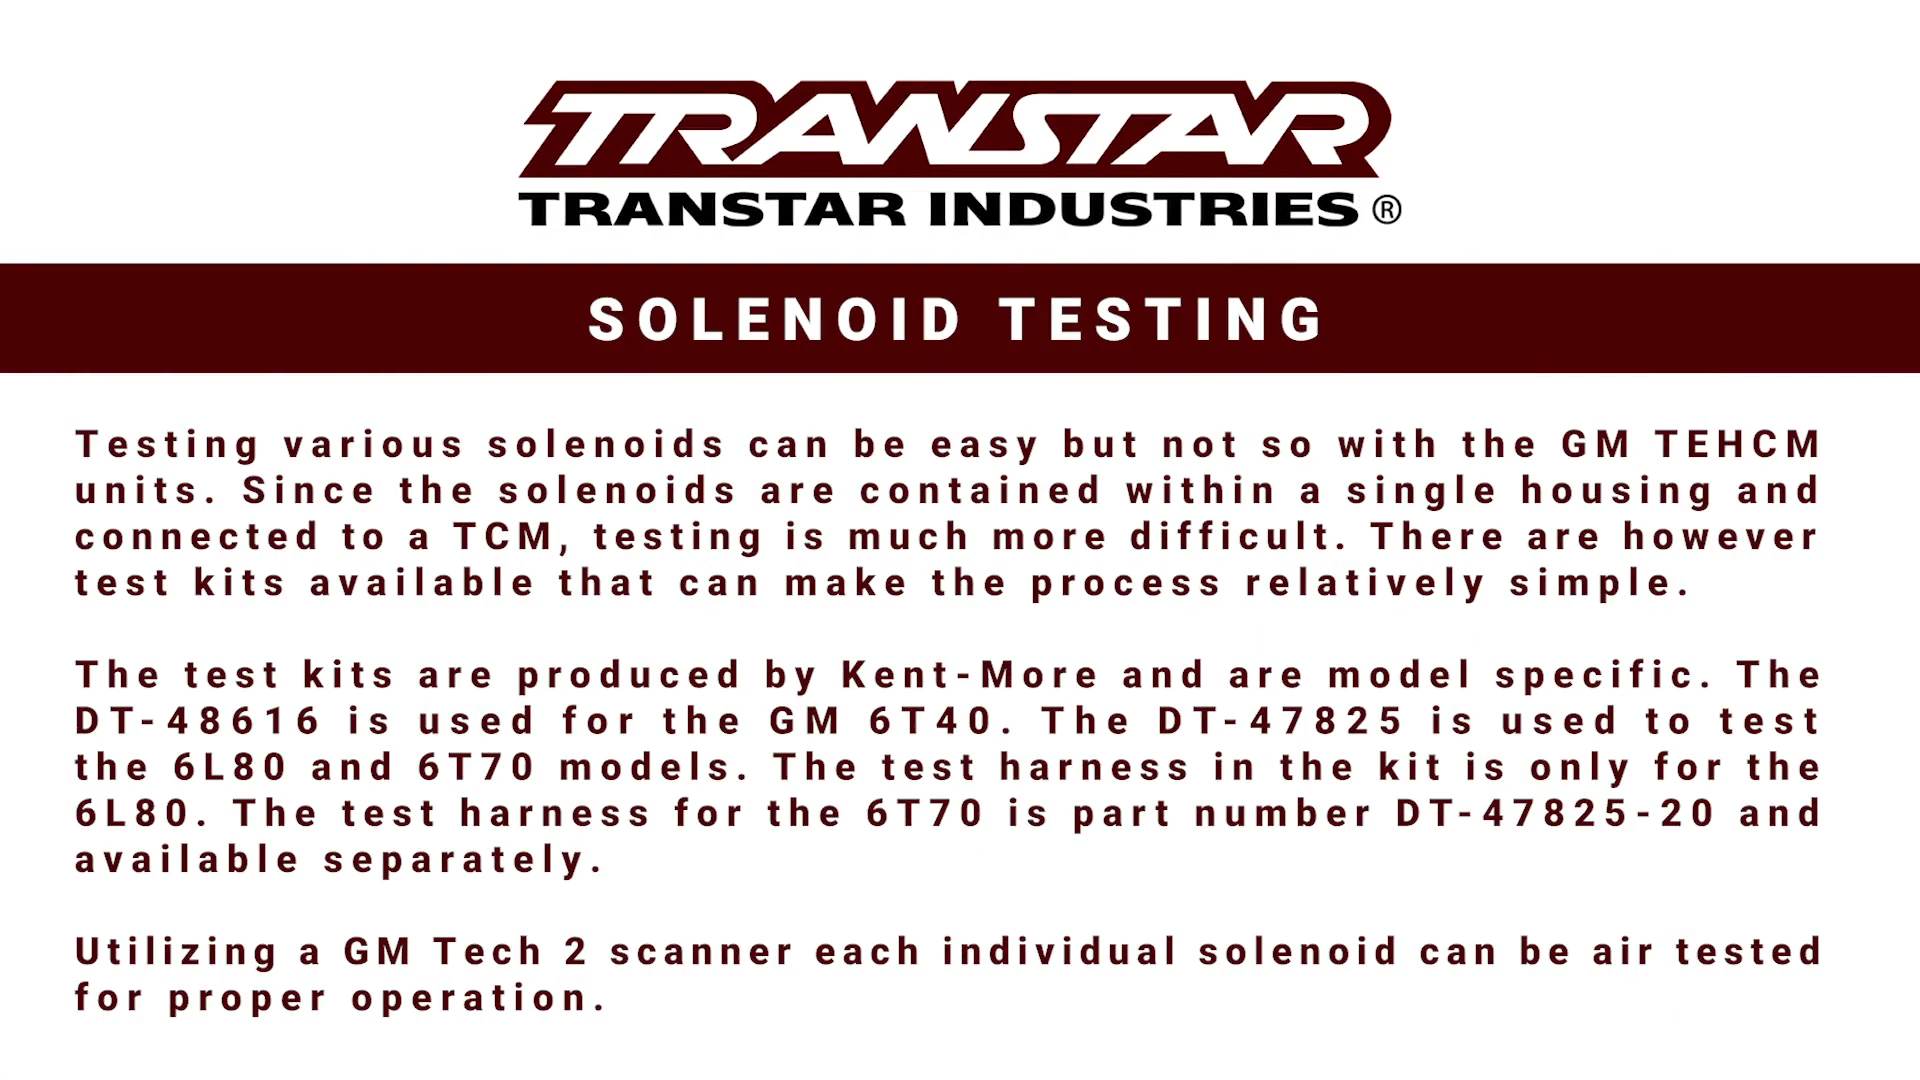 TRANSTAR
TRANSTAR INDUSTRIES ®
SOLENOID TESTING
Testing various solenoids can be easy but not so with the GM TEHCM
units. Since the solenoids are contained within a single housing and
connected to a TCM, testing is much more difficult. There are however
test kits available that can make the process relatively simple.
The test kits are produced by Kent-More and are model specific. The
DT-48616 is used for the GM 6T40. The DT-47825 is used to test
the 6L80 and 6T70 models. The test harness in the kit is only for the
6L80. The test harness for the 6T70 is part number DT-47825-20 and
available separately.
Utilizing a GM Tech 2 scanner each individual solenoid can be air tested
for proper operation.